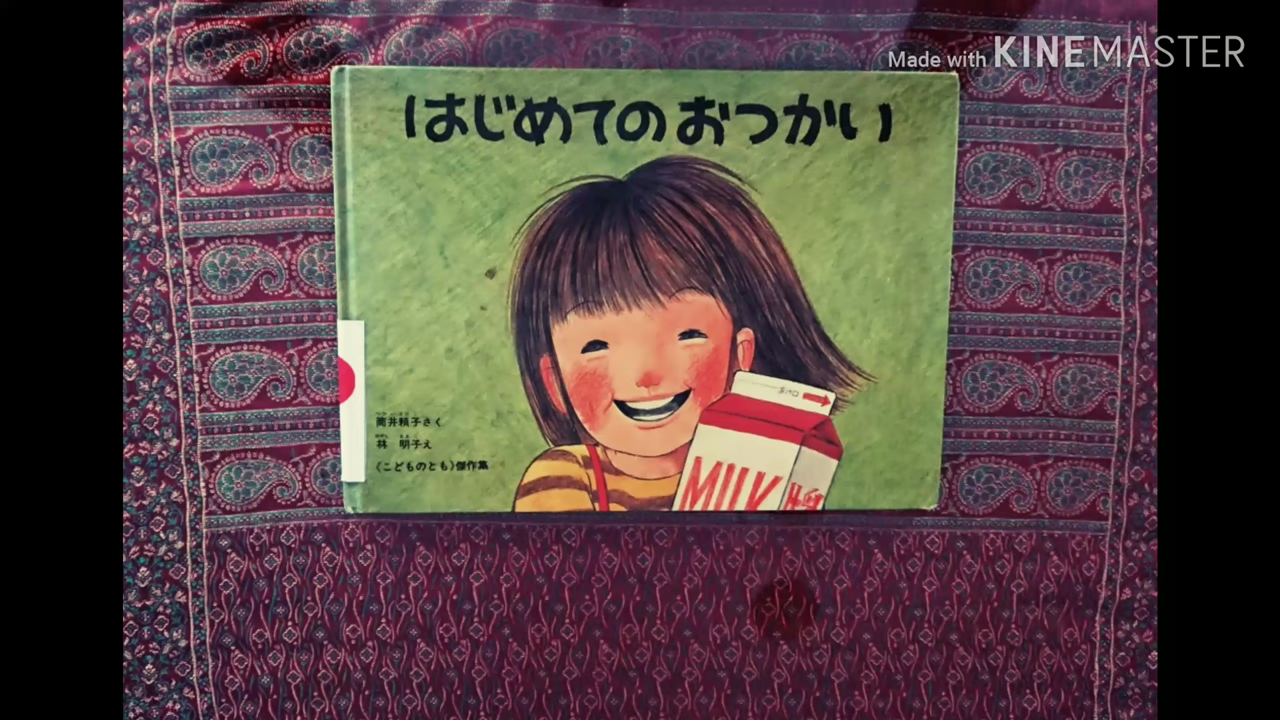 Made with KINEMASTER
はじめてのおつかい
筒井頼子さく
林 明子え
〈こどものとも〉傑作集
MILK